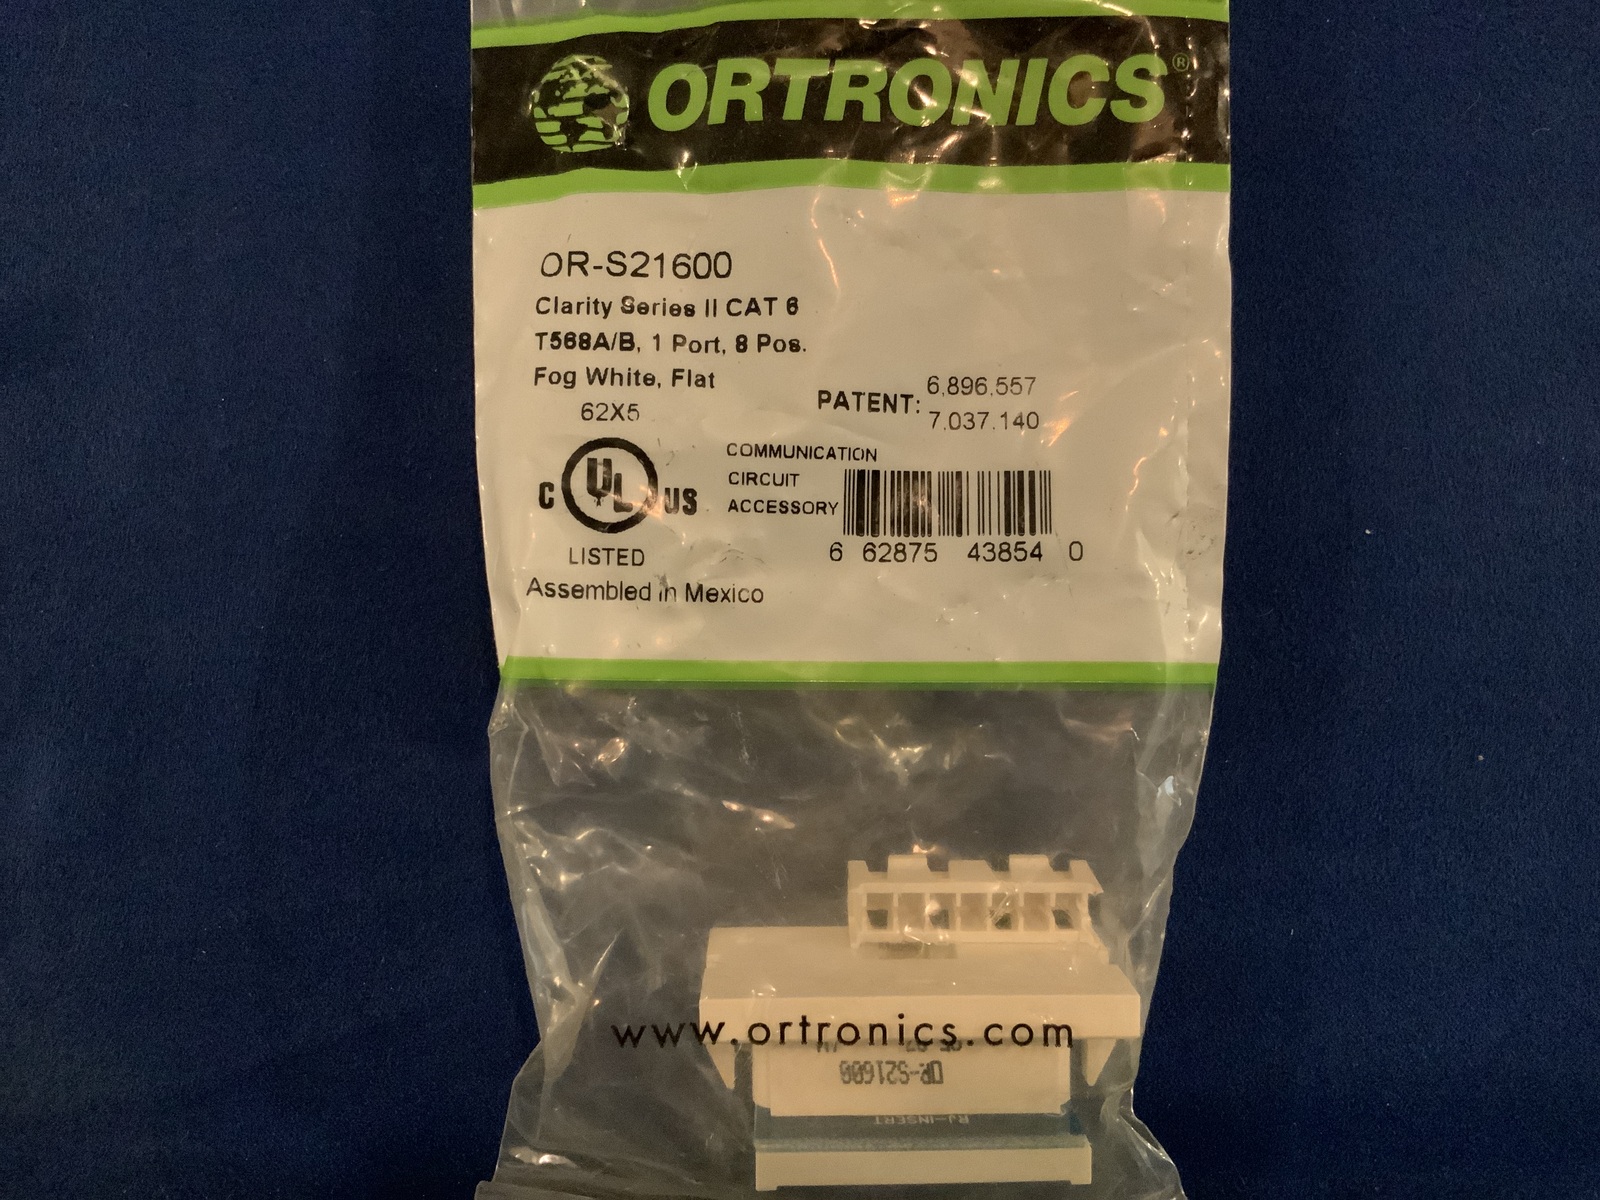 ORTRONICS®
OR-S21600
Clarity Series II CAT 6
T568A/B, 1 Port, 8 Pos.
Fog White, Flat
62X5
PATENT: 6,896,557
7,037,140
C UL US
LISTED
COMMUNICATION
CIRCUIT
ACCESSORY
6 62875 43854 0
Assembled in Mexico
www.ortronics.com
OR-S21600
RJ-INSERT